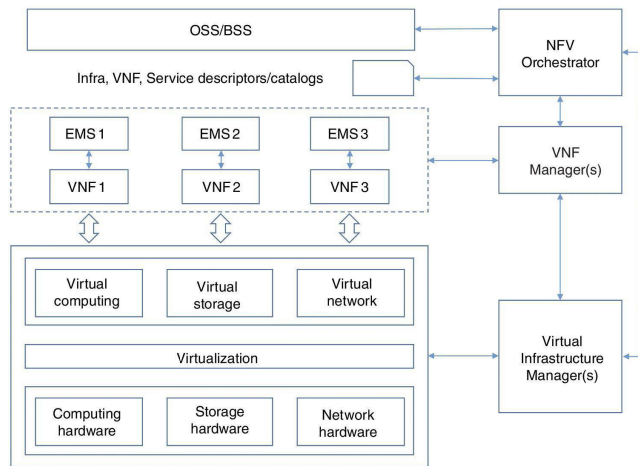 OSS/BSS
NFV
Orchestrator
Infra, VNF, Service descriptors/catalogs
EMS 1
EMS 2
EMS 3
VNF 1
VNF 2
VNF 3
VNF
Manager(s)
Virtual
computing
Virtual
storage
Virtual
network
Virtualization
Virtual
Infrastructure
Manager(s)
Computing
hardware
Storage
hardware
Network
hardware